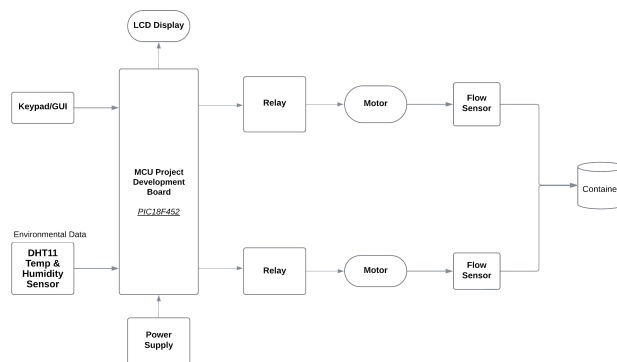 LCD Display
Keypad/GUI
Relay
Motor
Flow
Sensor
MCU Project
Development
Board
PIC18F452
Container
Environmental Data
DHT11
Temp &
Humidity
Sensor
Relay
Motor
Flow
Sensor
Power
Supply